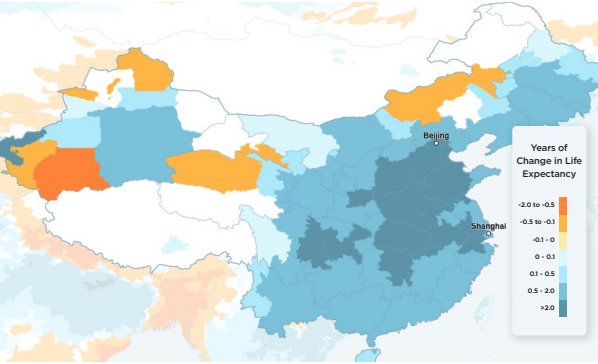 Beijing
Shanghai
Years of
Change in Life
Expectancy
-2.0 to -0.5
-0.5 to -0.1
-0.1 - 0
0 - 0.1
0.1 - 0.5
0.5 - 2.0
>2.0